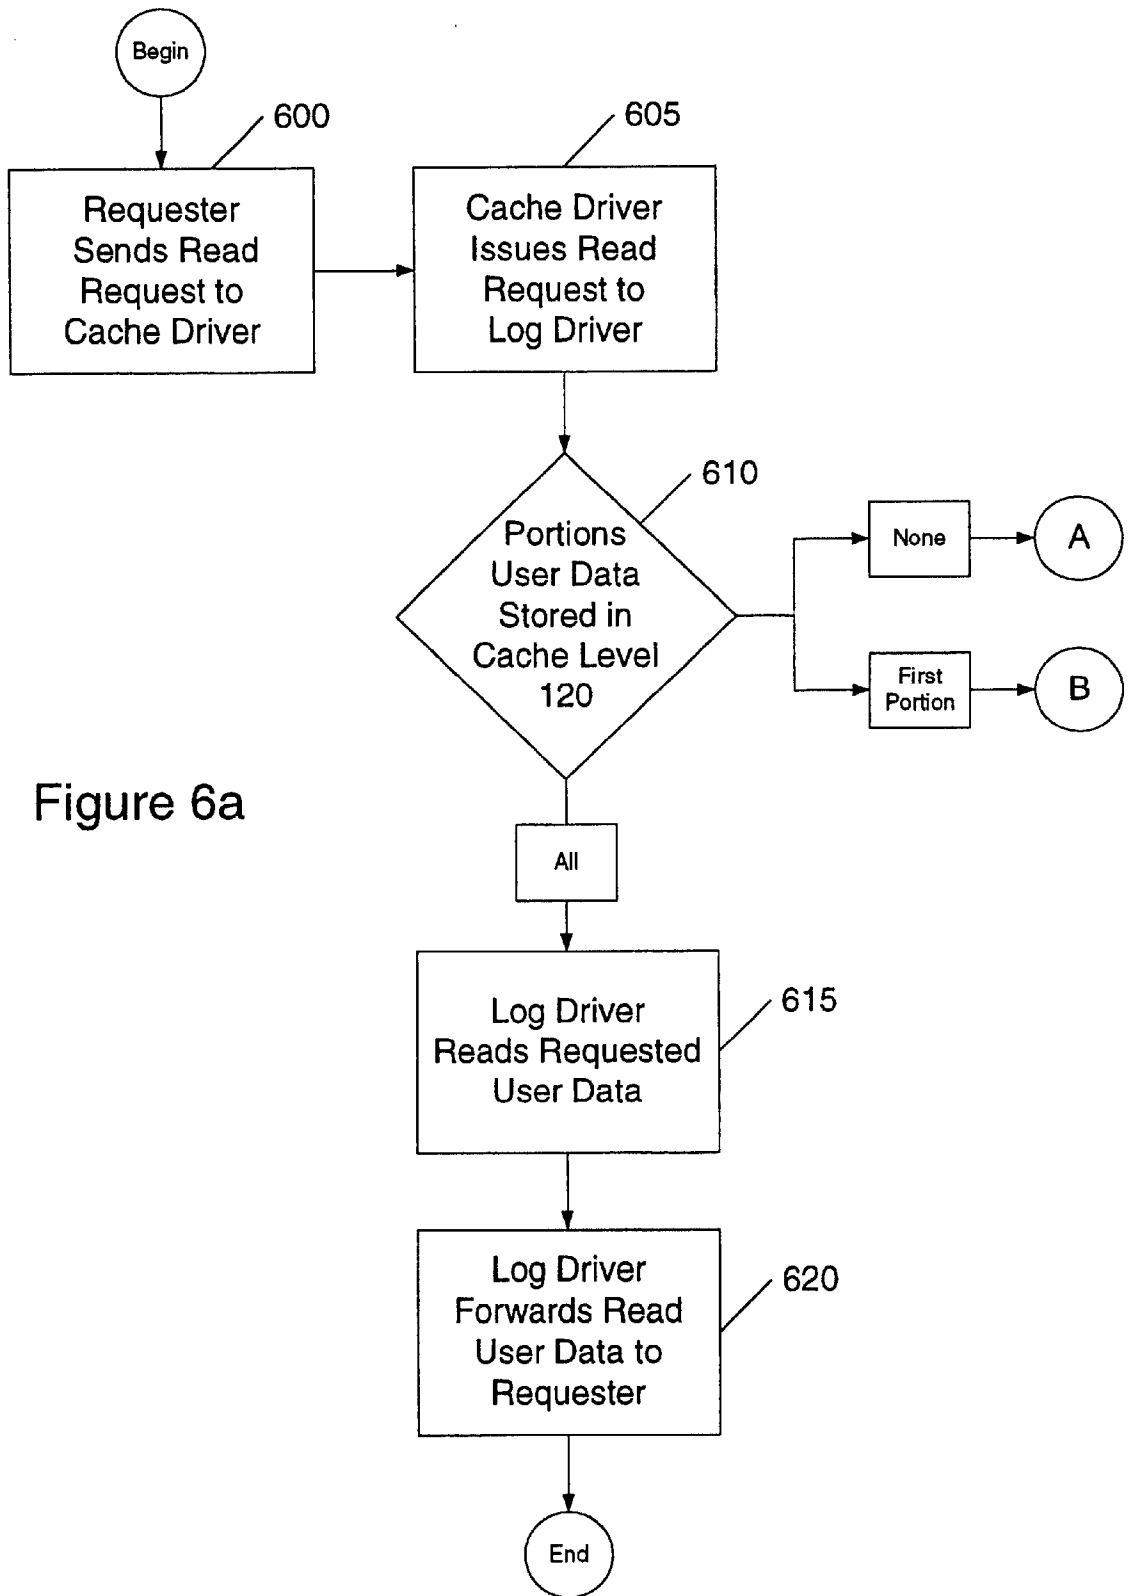 Begin
600
Requester
Sends Read
Request to
Cache Driver
605
Cache Driver
Issues Read
Request to
Log Driver
610
Portions
User Data
Stored in
Cache Level
120
None
A
First
Portion
B
Figure 6a
All
615
Log Driver
Reads Requested
User Data
620
Log Driver
Forwards Read
User Data to
Requester
End